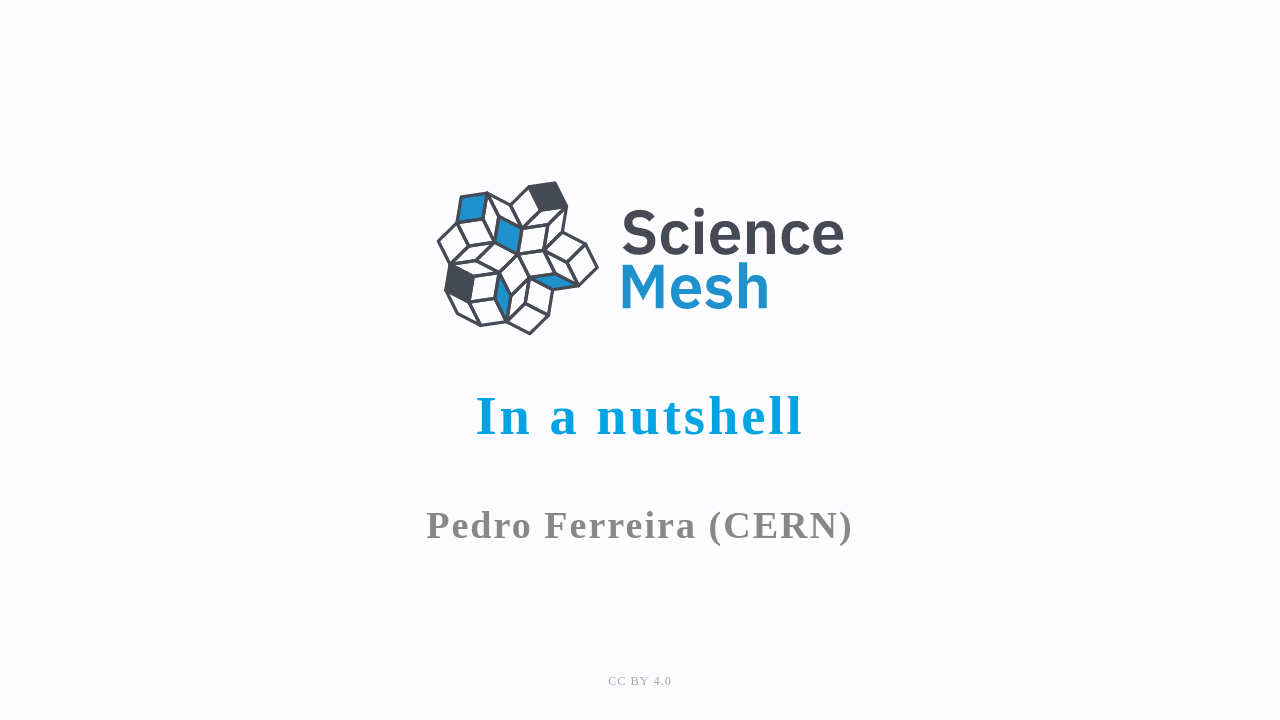 Science
Mesh
In a nutshell
Pedro Ferreira (CERN)
CC BY 4.0